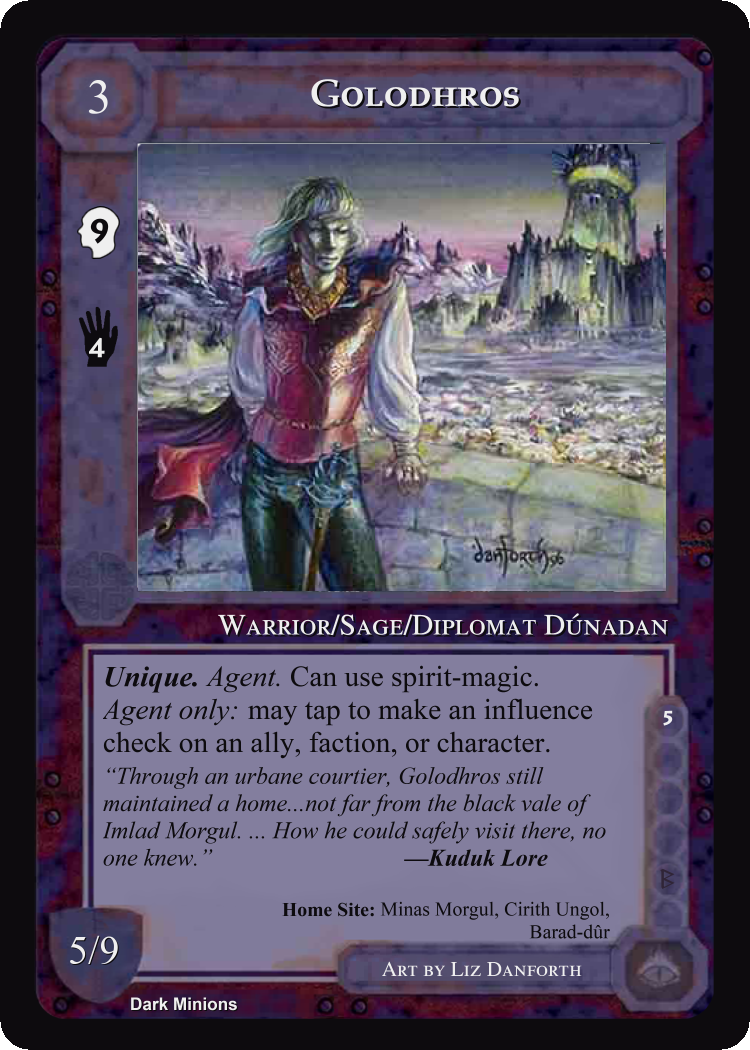 3
GOLODHROS
9
4
danforth 96
WARRIOR/SAGE/DIPLOMAT DÚNADAN
Unique. Agent. Can use spirit-magic.
Agent only: may tap to make an influence
check on an ally, faction, or character.
5
“Through an urbane courtier, Golodhros still
maintained a home...not far from the black vale of
Imlad Morgul. ... How he could safely visit there, no
one knew.” —Kuduk Lore
Home Site: Minas Morgul, Cirith Ungol,
Barad-dûr
5/9
ART BY LIZ DANFORTH
Dark Minions